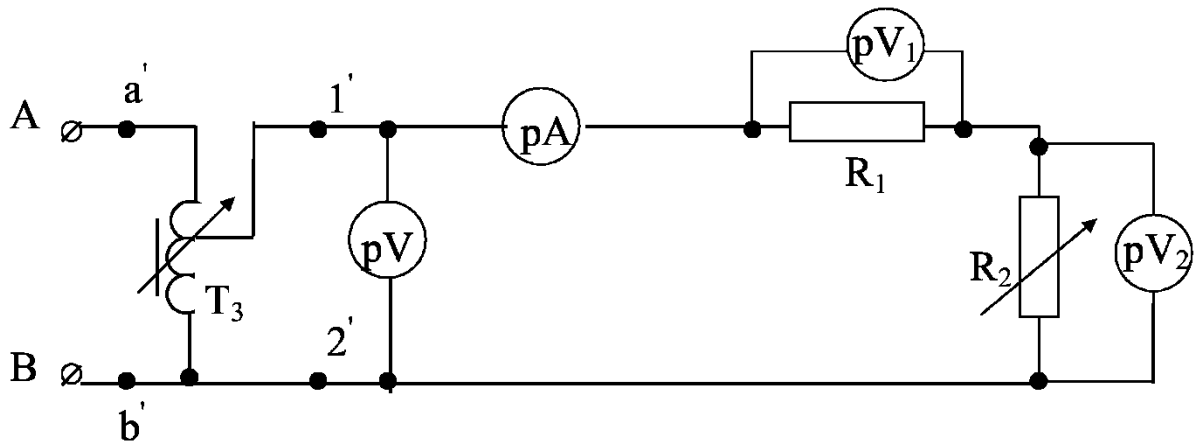 pV₁
a'
1'
A
pA
R₁
pV
R₂
pV₂
T₃
2'
B
b'